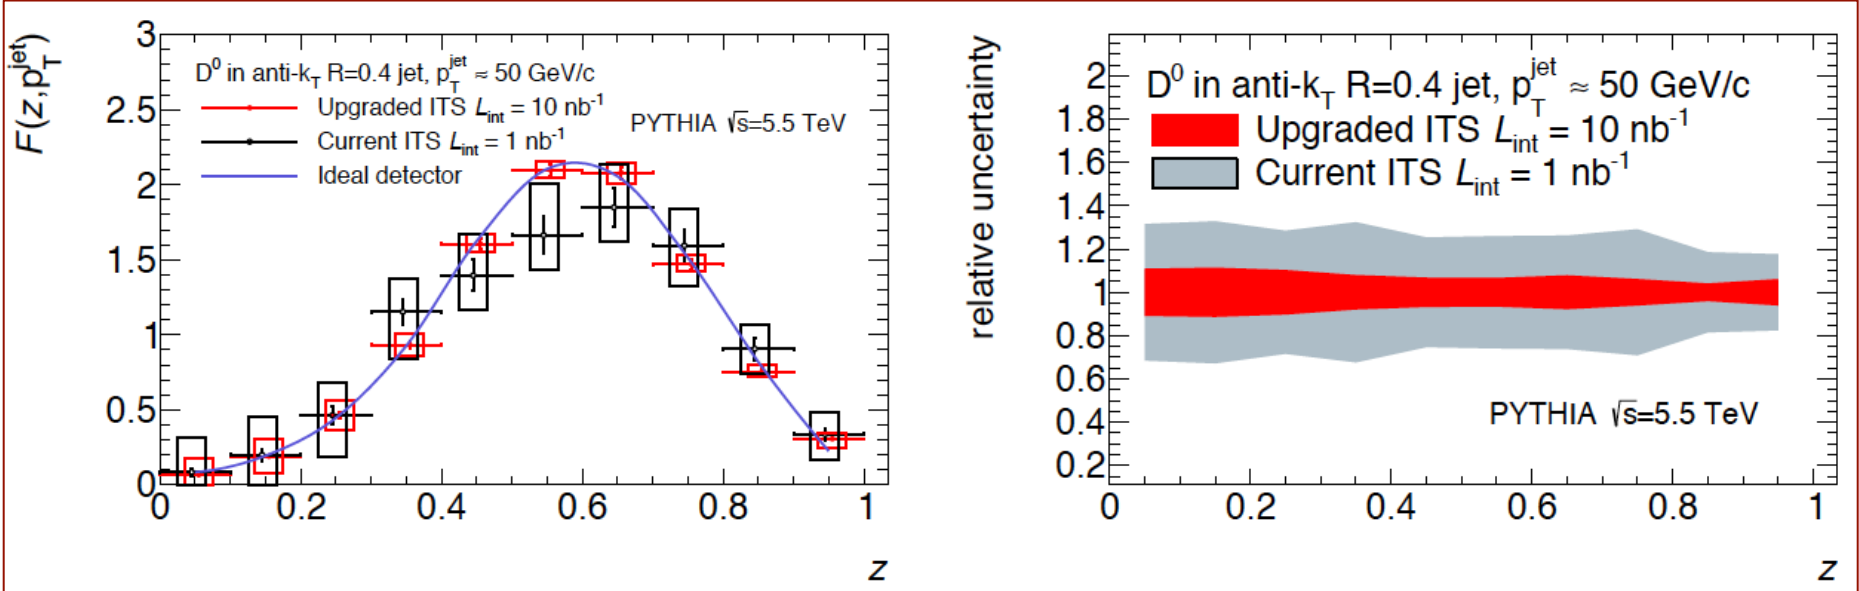 F(z,p_T^jet)
3
2.5
2
1.5
1
0.5
0
D⁰ in anti-k_T R=0.4 jet, p_T^jet ≈ 50 GeV/c
Upgraded ITS L_int = 10 nb⁻¹
Current ITS L_int = 1 nb⁻¹
Ideal detector
PYTHIA √s=5.5 TeV
0 0.2 0.4 0.6 0.8 1
z
relative uncertainty
2
1.8
1.6
1.4
1.2
1
0.8
0.6
0.4
0.2
D⁰ in anti-k_T R=0.4 jet, p_T^jet ≈ 50 GeV/c
Upgraded ITS L_int = 10 nb⁻¹
Current ITS L_int = 1 nb⁻¹
PYTHIA √s=5.5 TeV
0 0.2 0.4 0.6 0.8 1
z